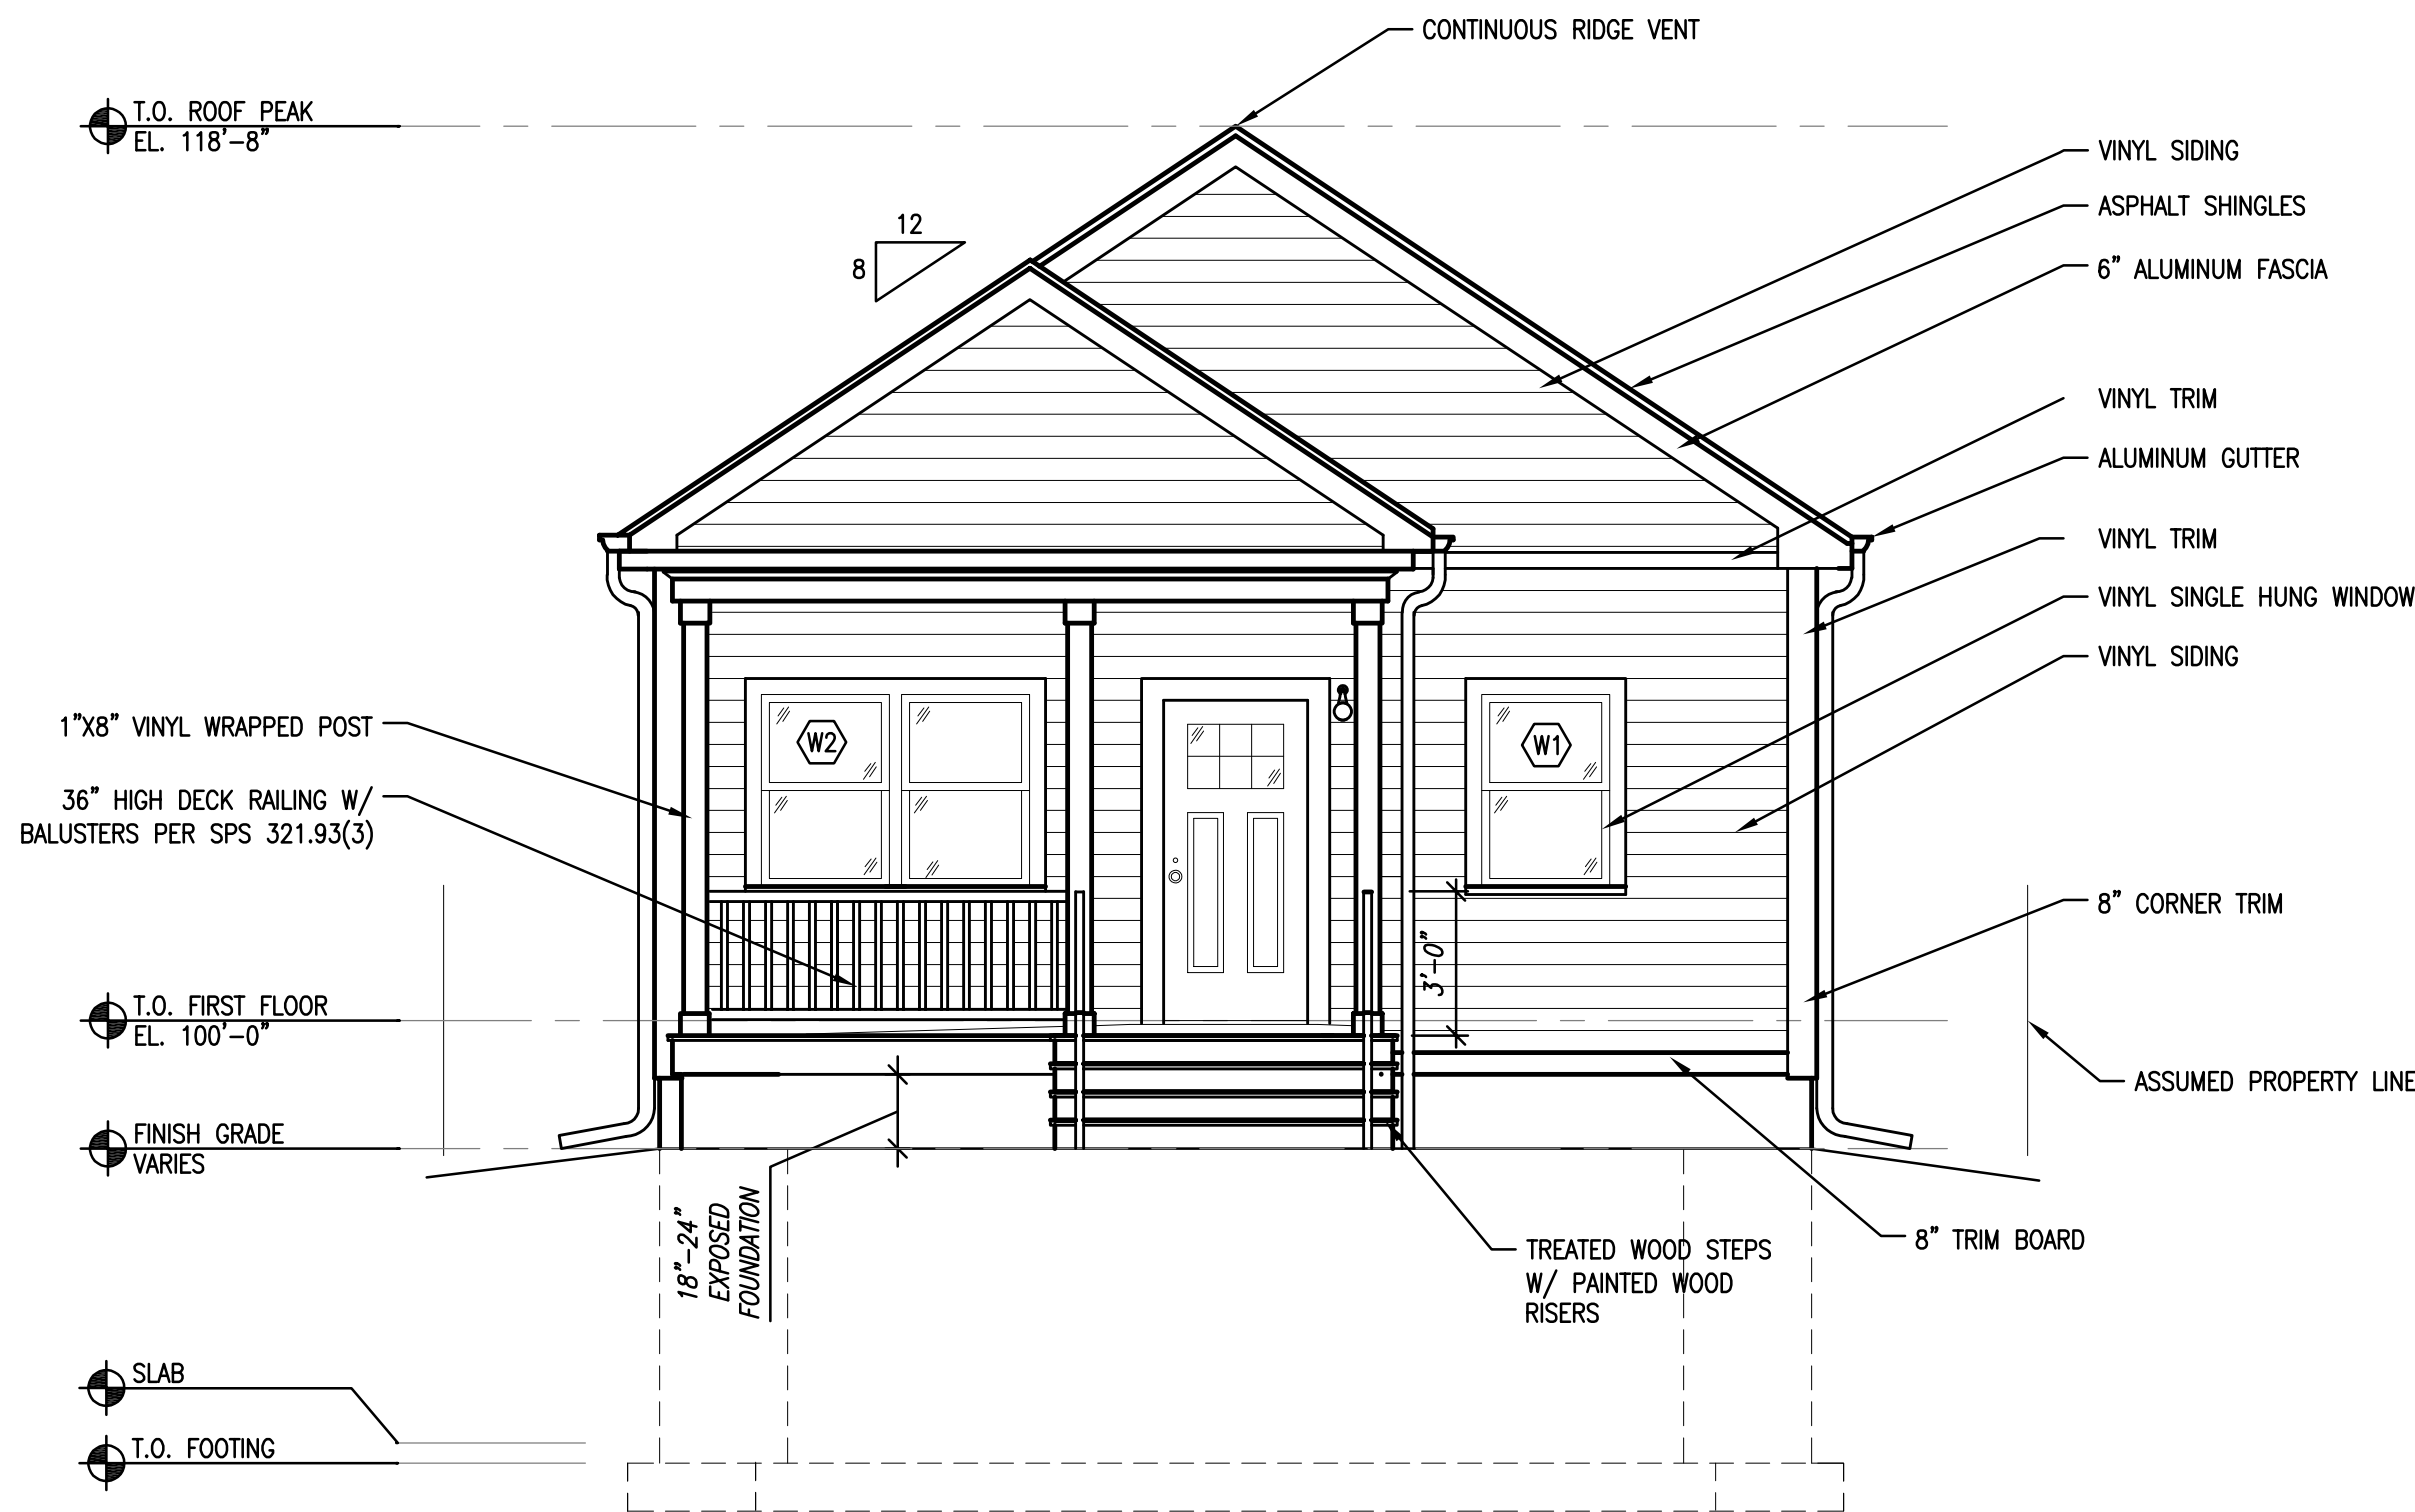 CONTINUOUS RIDGE VENT
T.O. ROOF PEAK
EL. 118'-8"
VINYL SIDING
ASPHALT SHINGLES
12
8
6" ALUMINUM FASCIA
VINYL TRIM
ALUMINUM GUTTER
VINYL TRIM
VINYL SINGLE HUNG WINDOW
VINYL SIDING
1"X8" VINYL WRAPPED POST
W2
W1
36" HIGH DECK RAILING W/
BALUSTERS PER SPS 321.93(3)
8" CORNER TRIM
3'-0"
T.O. FIRST FLOOR
EL. 100'-0"
ASSUMED PROPERTY LINE
FINISH GRADE
VARIES
18"-24"
EXPOSED
FOUNDATION
TREATED WOOD STEPS
W/ PAINTED WOOD
RISERS
8" TRIM BOARD
SLAB
T.O. FOOTING